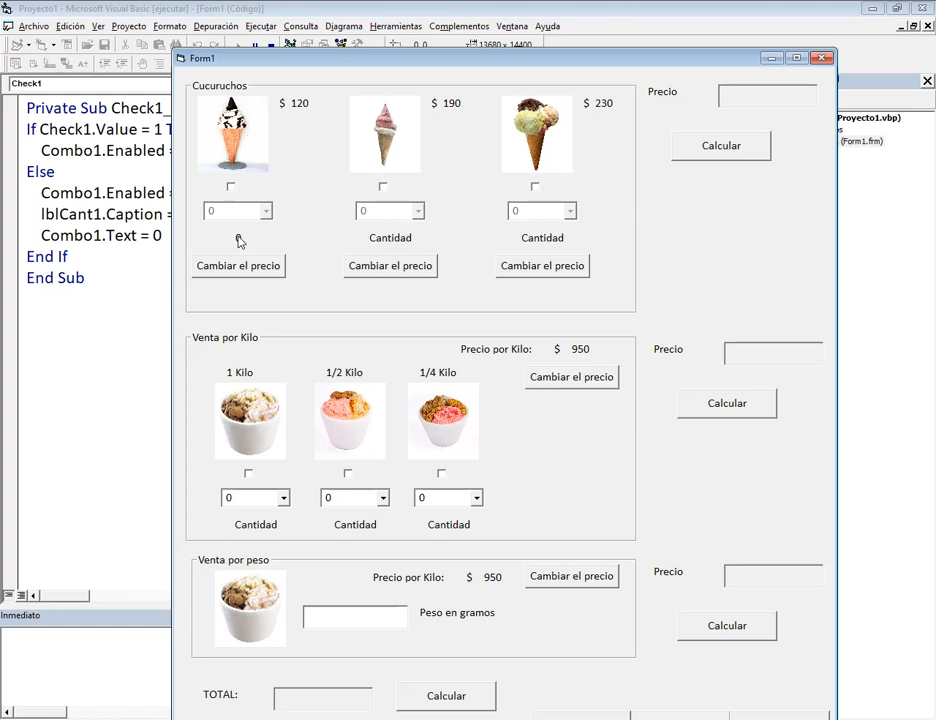 Proyecto1 - Microsoft Visual Basic [ejecutar] - [Form1 (Código)]
Archivo Edición Ver Proyecto Formato Depuración Ejecutar Consulta Diagrama Herramientas Complementos Ventana Ayuda
0, 0 13680 x 14400
Check1
Private Sub Check1_
If Check1.Value = 1 T
Combo1.Enabled =
Else
Combo1.Enabled =
lblCant1.Caption =
Combo1.Text = 0
End If
End Sub
Inmediato
Proyecto1.vbp)
(Form1.frm)
Form1
Cucuruchos
$ 120 $ 190 $ 230
0 0 0
Cantidad Cantidad
Cambiar el precio Cambiar el precio Cambiar el precio
Precio
Calcular
Venta por Kilo
Precio por Kilo: $ 950
Cambiar el precio
1 Kilo 1/2 Kilo 1/4 Kilo
0 0 0
Cantidad Cantidad Cantidad
Precio
Calcular
Venta por peso
Precio por Kilo: $ 950 Cambiar el precio
Peso en gramos
Precio
Calcular
TOTAL: Calcular